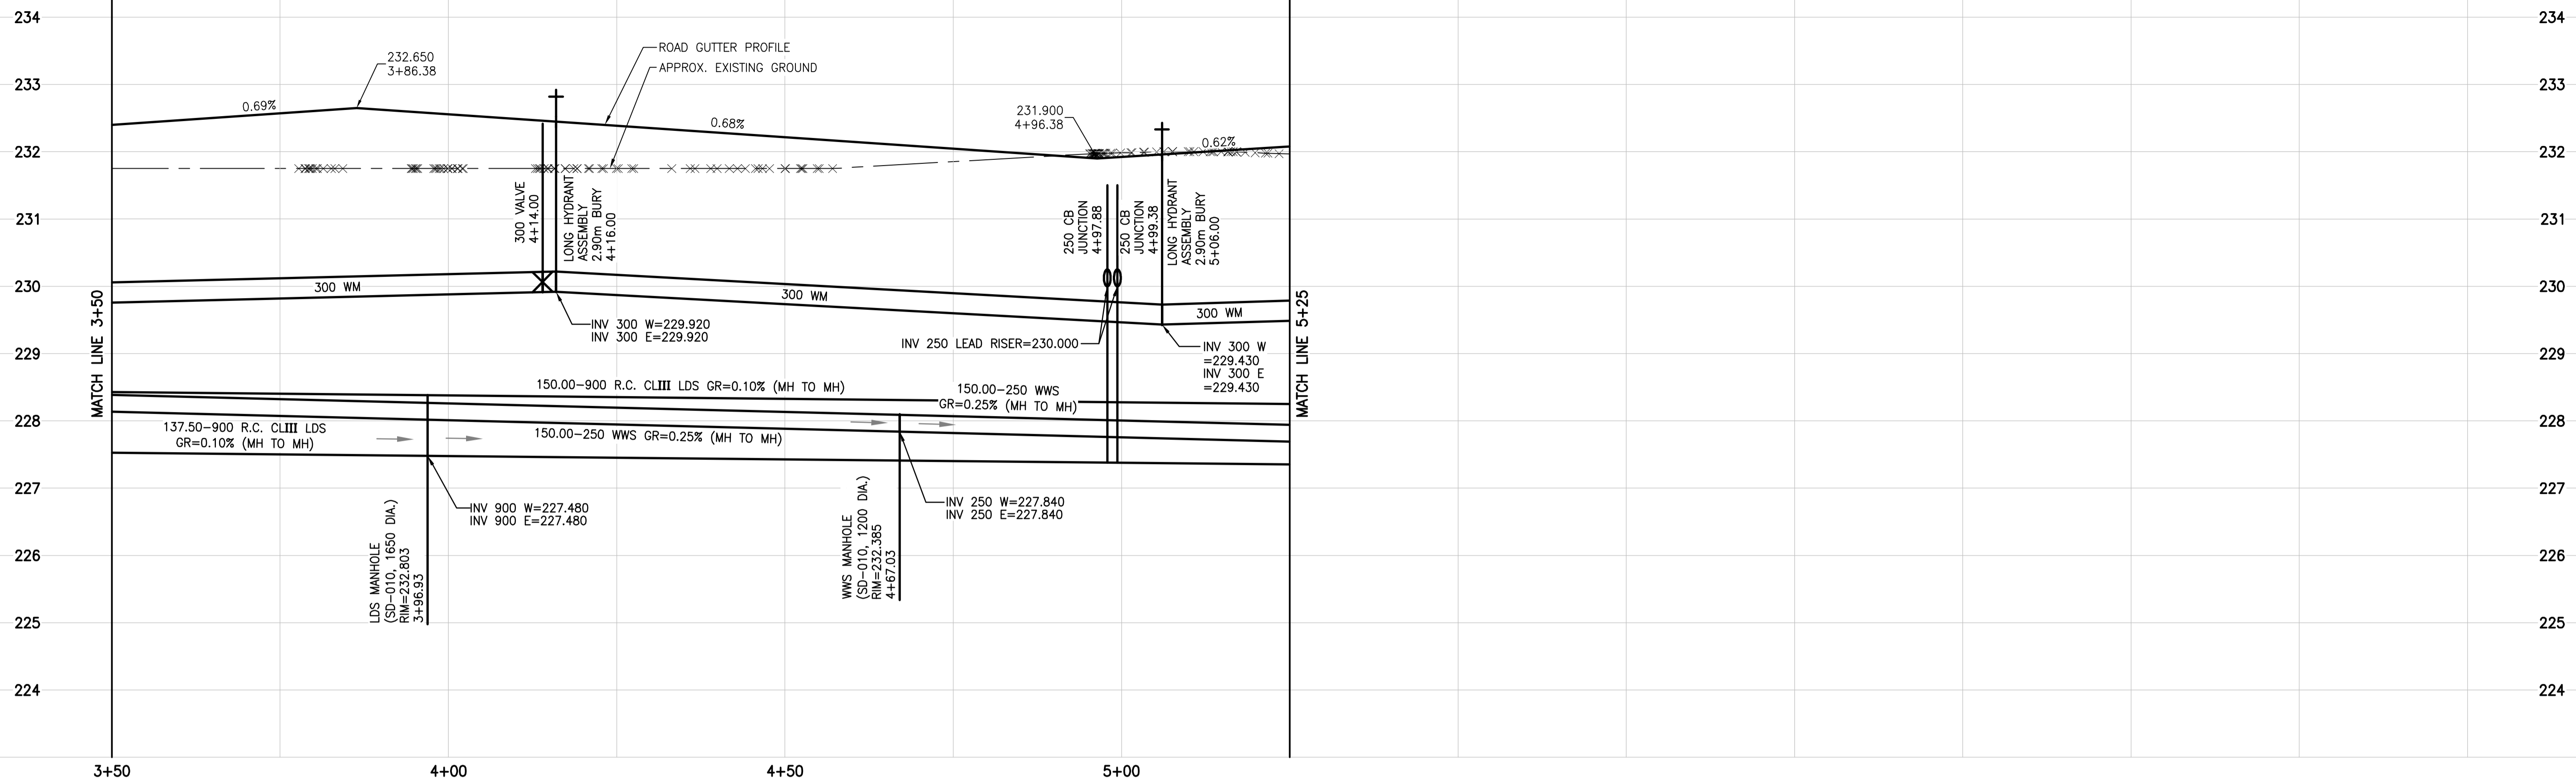 234
234
ROAD GUTTER PROFILE
232.650
3+86.38
APPROX. EXISTING GROUND
233
233
0.69%
231.900
4+96.38
0.68%
0.62%
232
232
300 VALVE
4+14.00
LONG HYDRANT
ASSEMBLY
2.90m BURY
4+16.00
250 CB
JUNCTION
4+97.88
250 CB
JUNCTION
4+99.38
LONG HYDRANT
ASSEMBLY
2.90m BURY
5+06.00
231
231
230
230
300 WM
300 WM
300 WM
MATCH LINE 3+50
MATCH LINE 5+25
INV 300 W=229.920
INV 300 E=229.920
INV 250 LEAD RISER=230.000
INV 300 W
=229.430
INV 300 E
=229.430
229
229
150.00-900 R.C. CLIII LDS GR=0.10% (MH TO MH)
150.00-250 WWS
GR=0.25% (MH TO MH)
228
228
137.50-900 R.C. CLIII LDS
GR=0.10% (MH TO MH)
150.00-250 WWS GR=0.25% (MH TO MH)
227
227
INV 900 W=227.480
INV 900 E=227.480
INV 250 W=227.840
INV 250 E=227.840
LDS MANHOLE
(SD-010, 1650 DIA.)
RIM=232.803
3+96.93
WWS MANHOLE
(SD-010, 1200 DIA.)
RIM=232.385
4+67.03
226
226
225
225
224
224
3+50
4+00
4+50
5+00